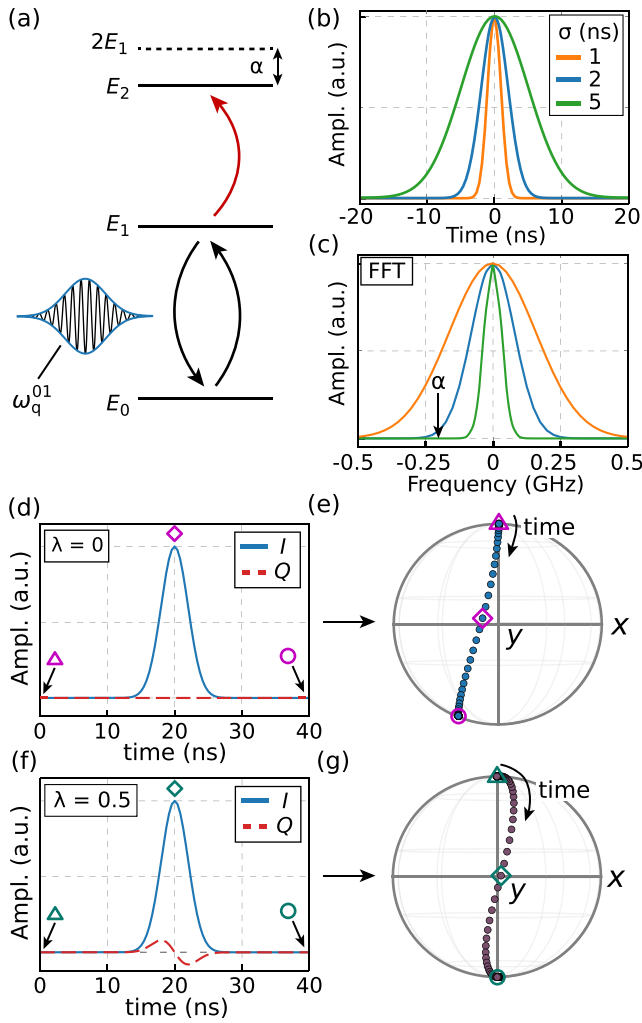 (a)
2E₁
α
E₂
E₁
ω_q^01
E₀
(b)
Ampl. (a.u.)
σ (ns)
1
2
5
-20 -10 0 10 20
Time (ns)
(c)
FFT
Ampl. (a.u.)
α
-0.5 -0.25 0 0.25 0.5
Frequency (GHz)
(d)
λ = 0
Ampl. (a.u.)
I
Q
0 10 20 30 40
time (ns)
(e)
time
x
y
(f)
λ = 0.5
Ampl. (a.u.)
I
Q
0 10 20 30 40
time (ns)
(g)
time
x
y